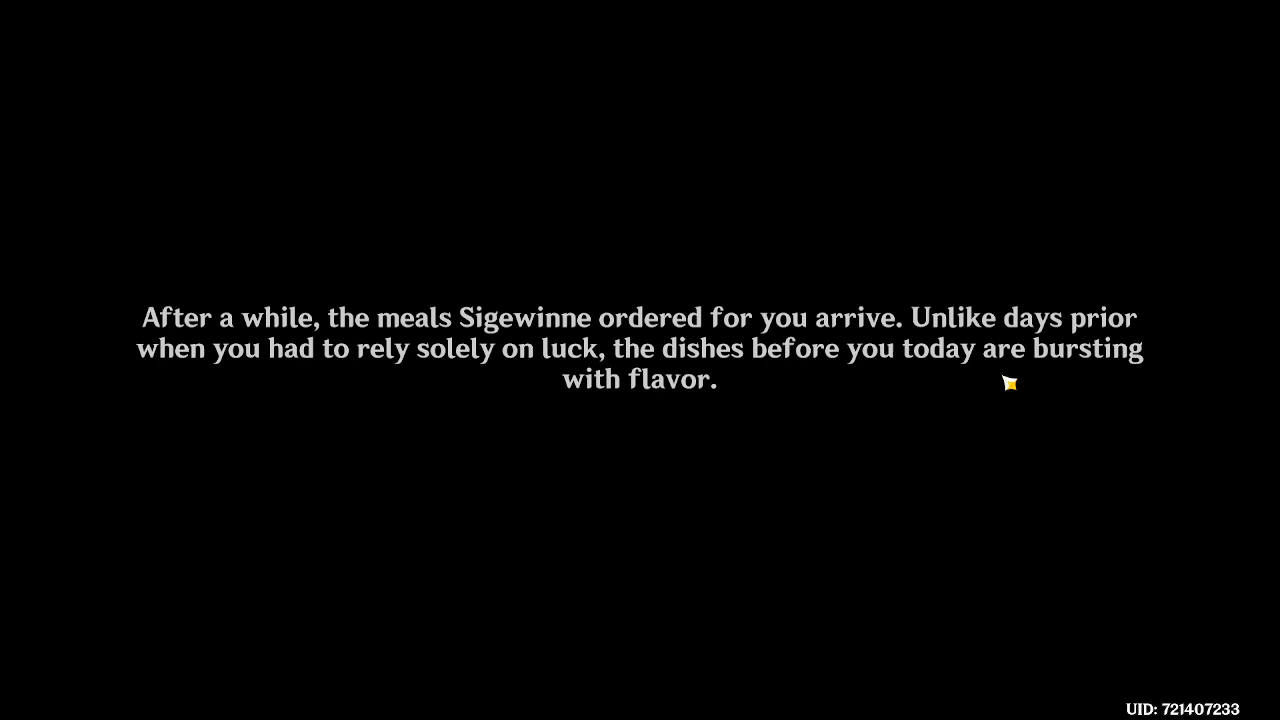 After a while, the meals Sigewinne ordered for you arrive. Unlike days prior
when you had to rely solely on luck, the dishes before you today are bursting
with flavor.
UID: 721407233